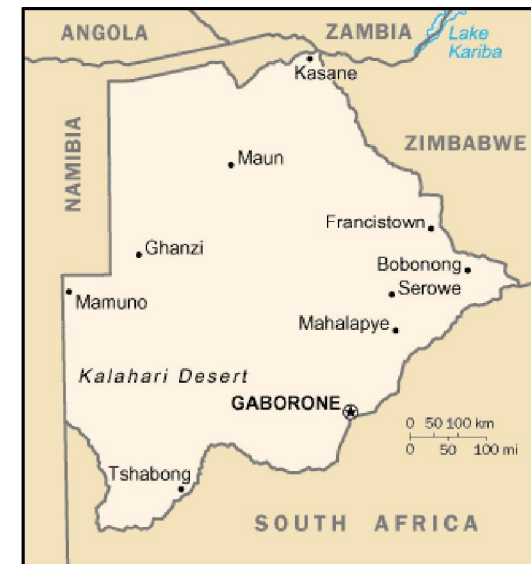 ANGOLA
ZAMBIA
Lake
Kariba
Kasane
NAMIBIA
ZIMBABWE
Maun
Francistown
Ghanzi
Bobonong
Serowe
Mamuno
Mahalapye
Kalahari Desert
GABORONE
0 50 100 km
0 50 100 mi
Tshabong
SOUTH AFRICA